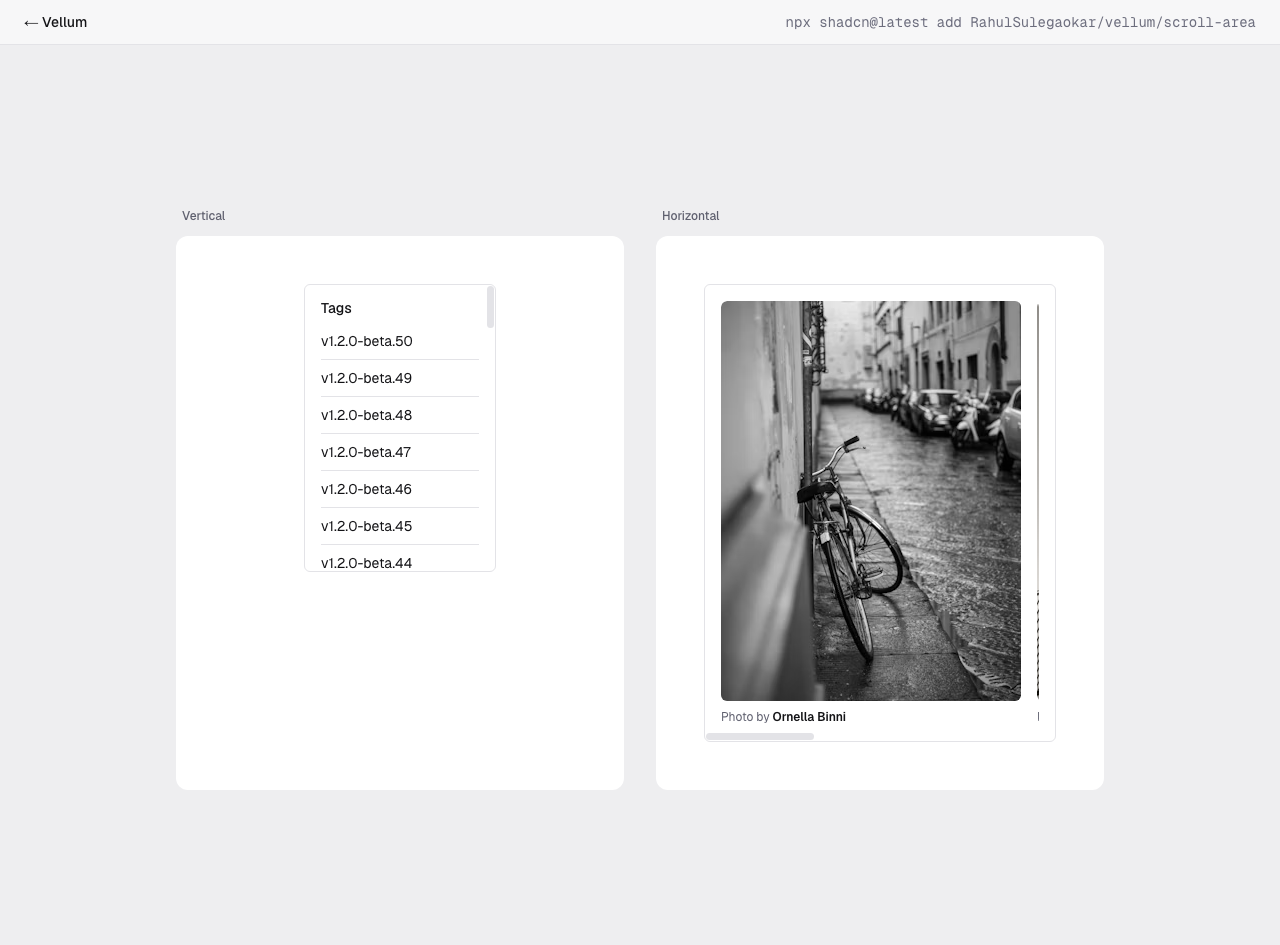 ← Vellum
npx shadcn@latest add RahulSulegaokar/vellum/scroll-area
Vertical
Tags
v1.2.0-beta.50
v1.2.0-beta.49
v1.2.0-beta.48
v1.2.0-beta.47
v1.2.0-beta.46
v1.2.0-beta.45
v1.2.0-beta.44
Horizontal
Photo by Ornella Binni